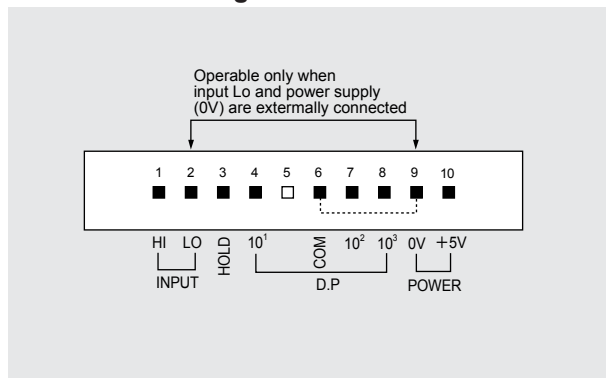 Operable only when
input Lo and power supply
(0V) are extermally connected
1 2 3 4 5 6 7 8 9 10
HI LO HOLD 10¹ COM 10² 10³ 0V +5V
INPUT D.P POWER